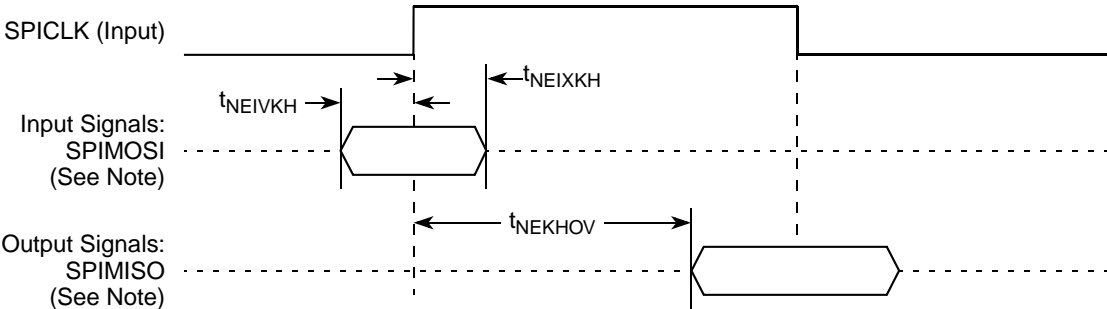 SPICLK (Input)
tNEIXKH
tNEIVKH
Input Signals:
SPIMOSI
(See Note)
tNEKHOV
Output Signals:
SPIMISO
(See Note)